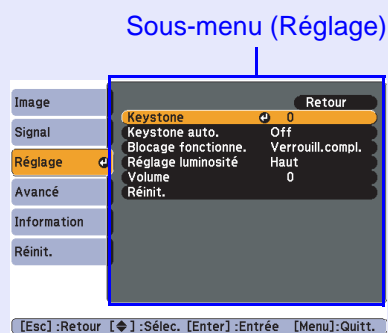 Sous-menu (Réglage)
Image
Signal
Réglage
Avancé
Information
Réinit.
Retour
Keystone 0
Keystone auto. Off
Blocage fonctionne. Verrouill.compl.
Réglage luminosité Haut
Volume 0
Réinit.
[Esc] :Retour [◆] :Sélec. [Enter] :Entrée [Menu]:Quitt.